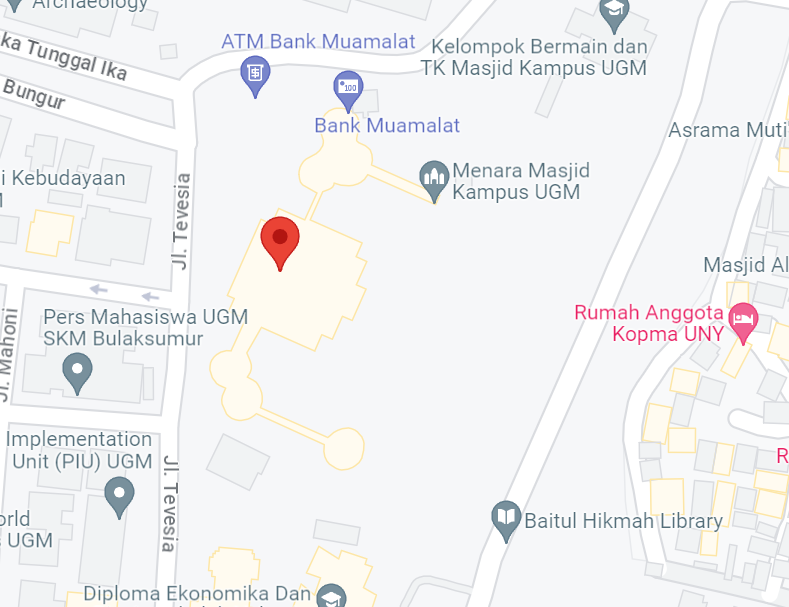 Archaeology
ka Tunggal Ika
Bungur
ATM Bank Muamalat
Kelompok Bermain dan
TK Masjid Kampus UGM
Bank Muamalat
Asrama Muti'
i Kebudayaan
M
Menara Masjid
Kampus UGM
Jl. Tevesia
Masjid Al
Pers Mahasiswa UGM
SKM Bulaksumur
Rumah Anggota
Kopma UNY
Jl. Mahoni
Implementation
Unit (PIU) UGM
R
Jl. Tevesia
orld
UGM
Baitul Hikmah Library
Diploma Ekonomika Dan
100